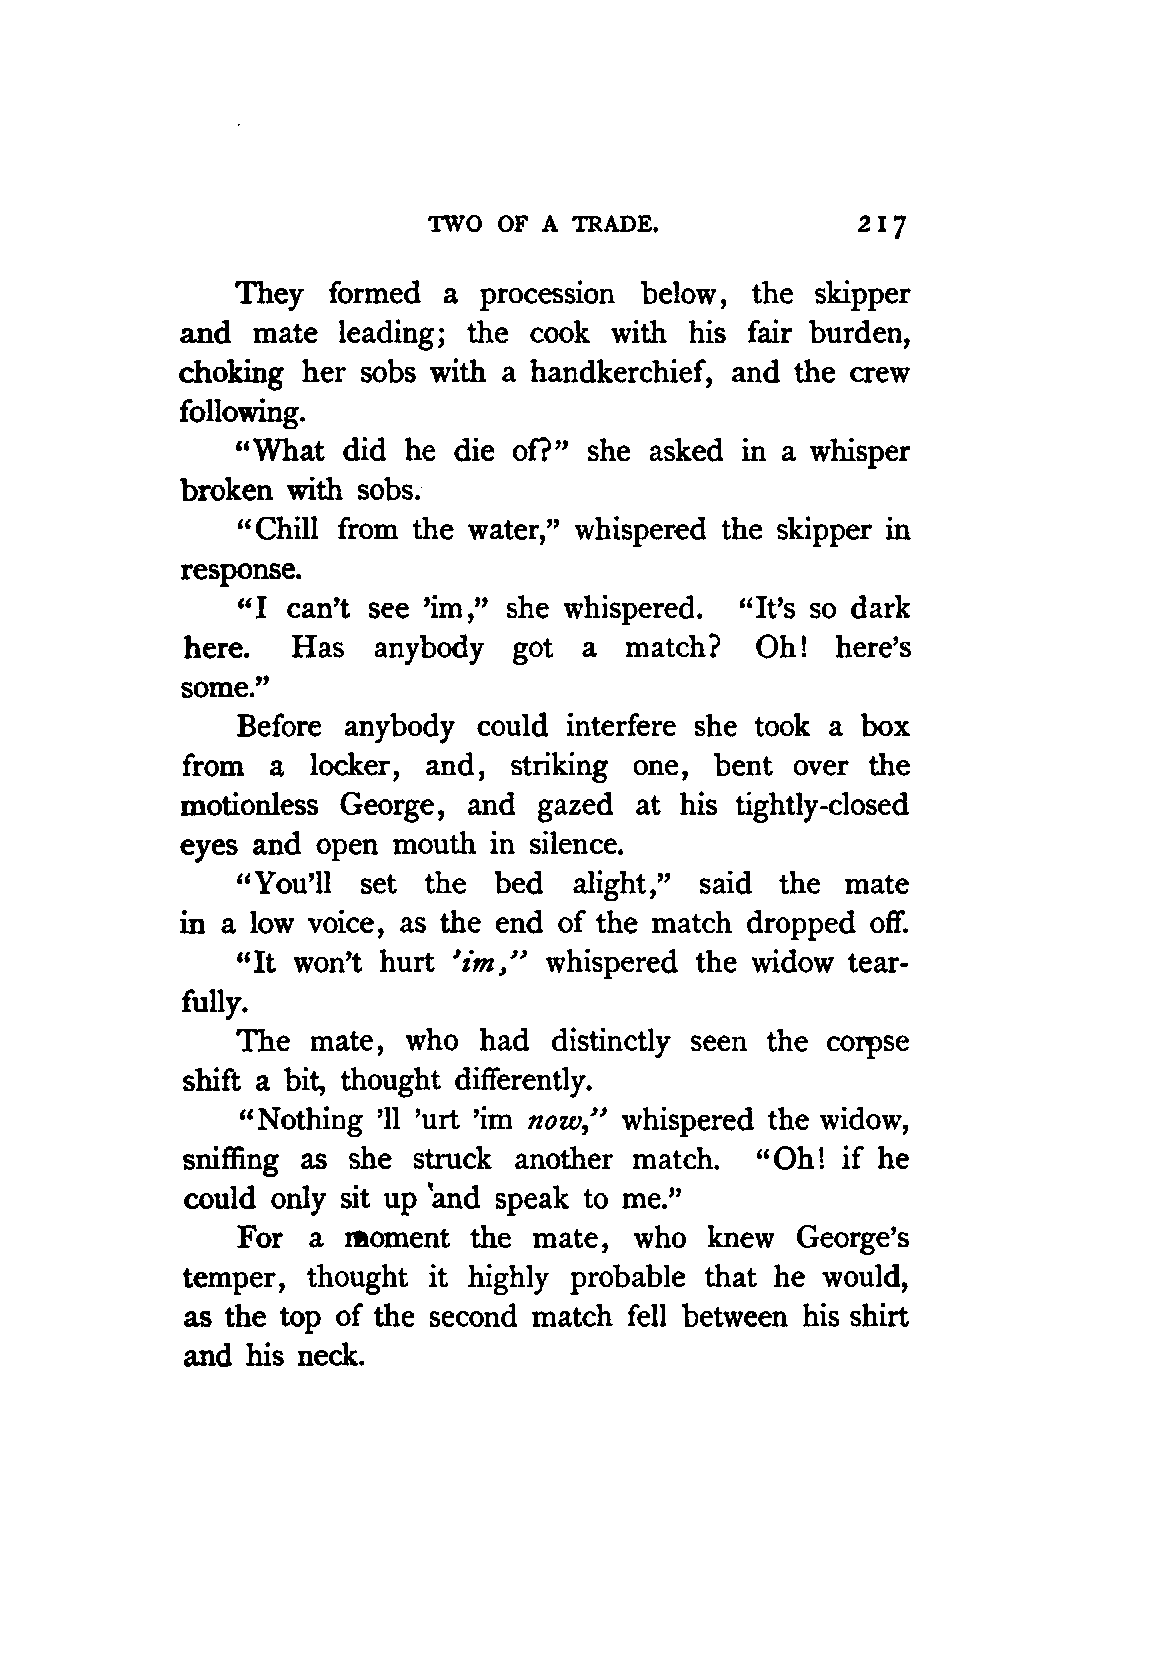 TWO OF A TRADE. 217
They formed a procession below, the skipper
and mate leading; the cook with his fair burden,
choking her sobs with a handkerchief, and the crew
following.
“What did he die of?” she asked in a whisper
broken with sobs.
“Chill from the water,” whispered the skipper in
response.
“I can’t see ’im,” she whispered. “It’s so dark
here. Has anybody got a match? Oh! here’s
some.”
Before anybody could interfere she took a box
from a locker, and, striking one, bent over the
motionless George, and gazed at his tightly-closed
eyes and open mouth in silence.
“You’ll set the bed alight,” said the mate
in a low voice, as the end of the match dropped off.
“It won’t hurt ’im,” whispered the widow tear-
fully.
The mate, who had distinctly seen the corpse
shift a bit, thought differently.
“Nothing ’ll ’urt ’im now,” whispered the widow,
sniffing as she struck another match. “Oh! if he
could only sit up and speak to me.”
For a moment the mate, who knew George’s
temper, thought it highly probable that he would,
as the top of the second match fell between his shirt
and his neck.